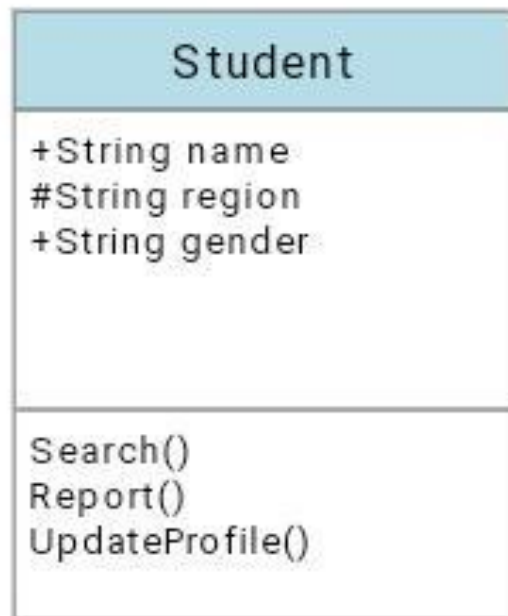 Student
+String name
#String region
+String gender
Search()
Report()
UpdateProfile()